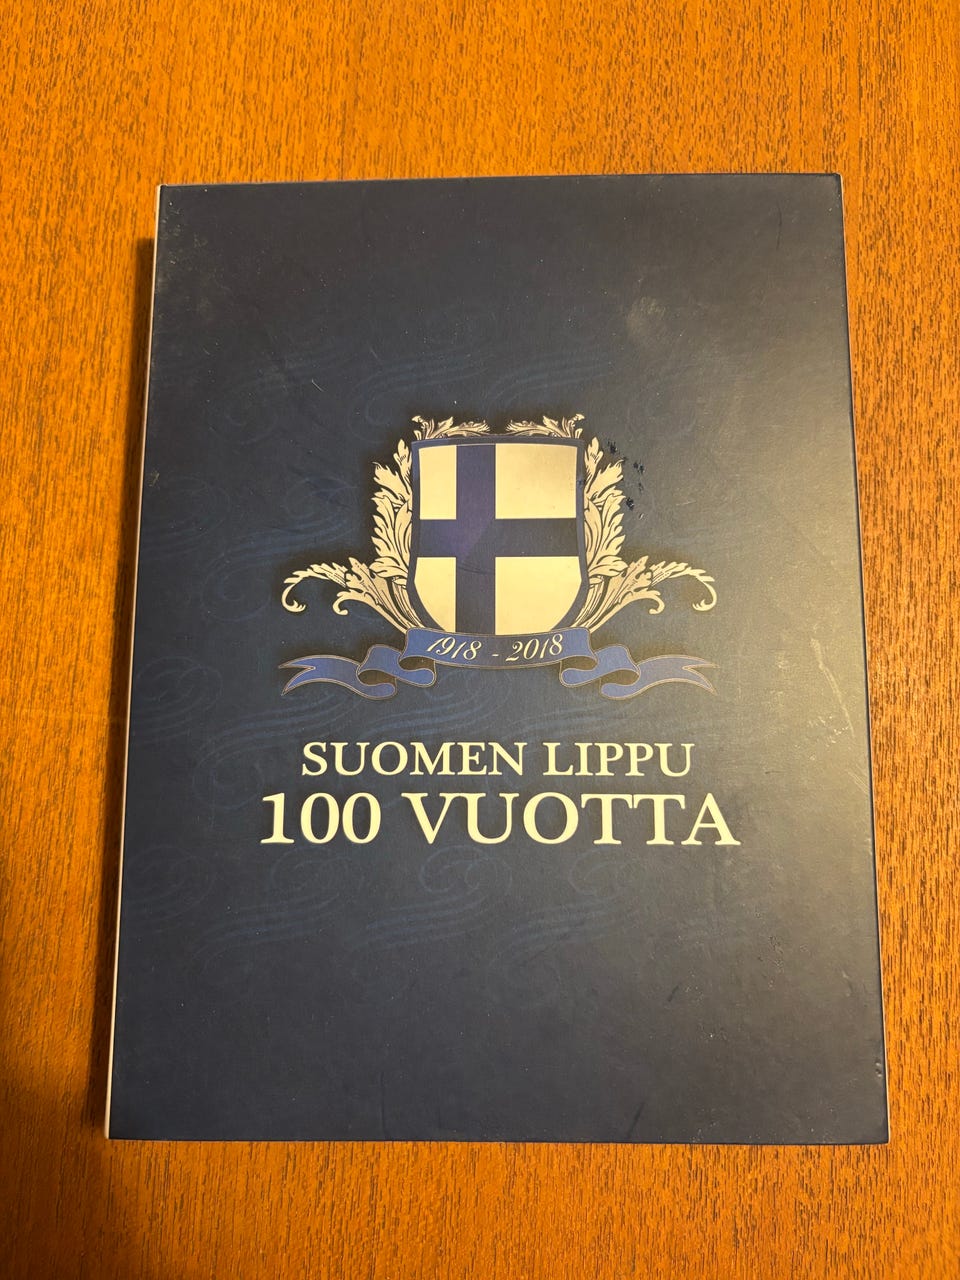 1918 - 2018
SUOMEN LIPPU
100 VUOTTA